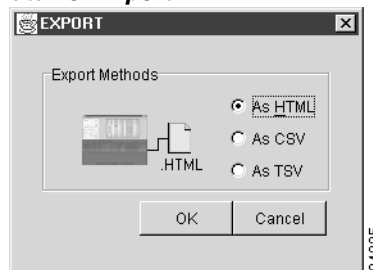 EXPORT
Export Methods
As HTML
As CSV
.HTML
As TSV
OK
Cancel